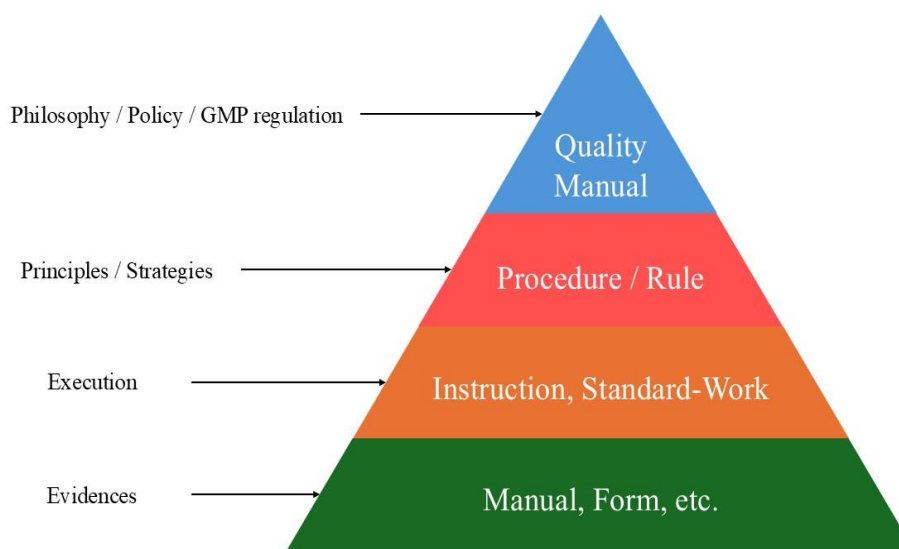 Philosophy / Policy / GMP regulation
Quality
Manual
Principles / Strategies
Procedure / Rule
Execution
Instruction, Standard-Work
Evidences
Manual, Form, etc.